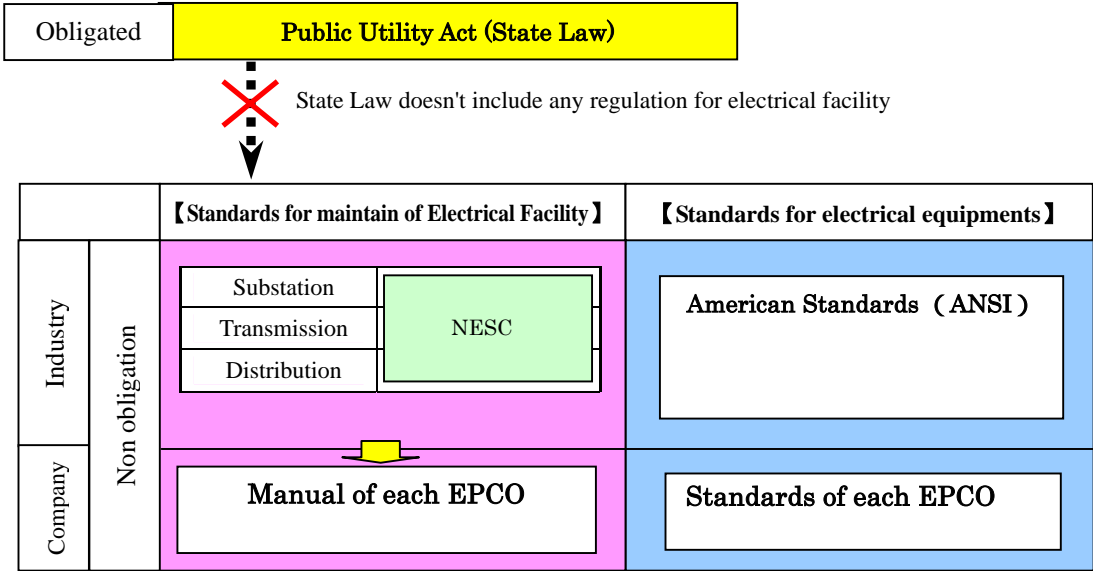 Obligated
Public Utility Act (State Law)
State Law doesn't include any regulation for electrical facility
【Standards for maintain of Electrical Facility】
【Standards for electrical equipments】
Industry
Non obligation
Substation
Transmission
Distribution
NESC
American Standards （ANSI）
Company
Manual of each EPCO
Standards of each EPCO